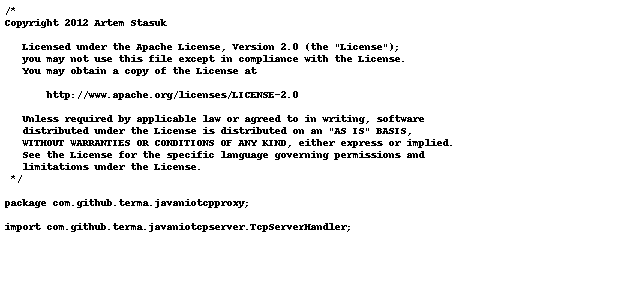 /*
Copyright 2012 Artem Stasuk

   Licensed under the Apache License, Version 2.0 (the "License");
   you may not use this file except in compliance with the License.
   You may obtain a copy of the License at

       http://www.apache.org/licenses/LICENSE-2.0

   Unless required by applicable law or agreed to in writing, software
   distributed under the License is distributed on an "AS IS" BASIS,
   WITHOUT WARRANTIES OR CONDITIONS OF ANY KIND, either express or implied.
   See the License for the specific language governing permissions and
   limitations under the License.
 */

package com.github.terma.javaniotcpproxy;

import com.github.terma.javaniotcpserver.TcpServerHandler;